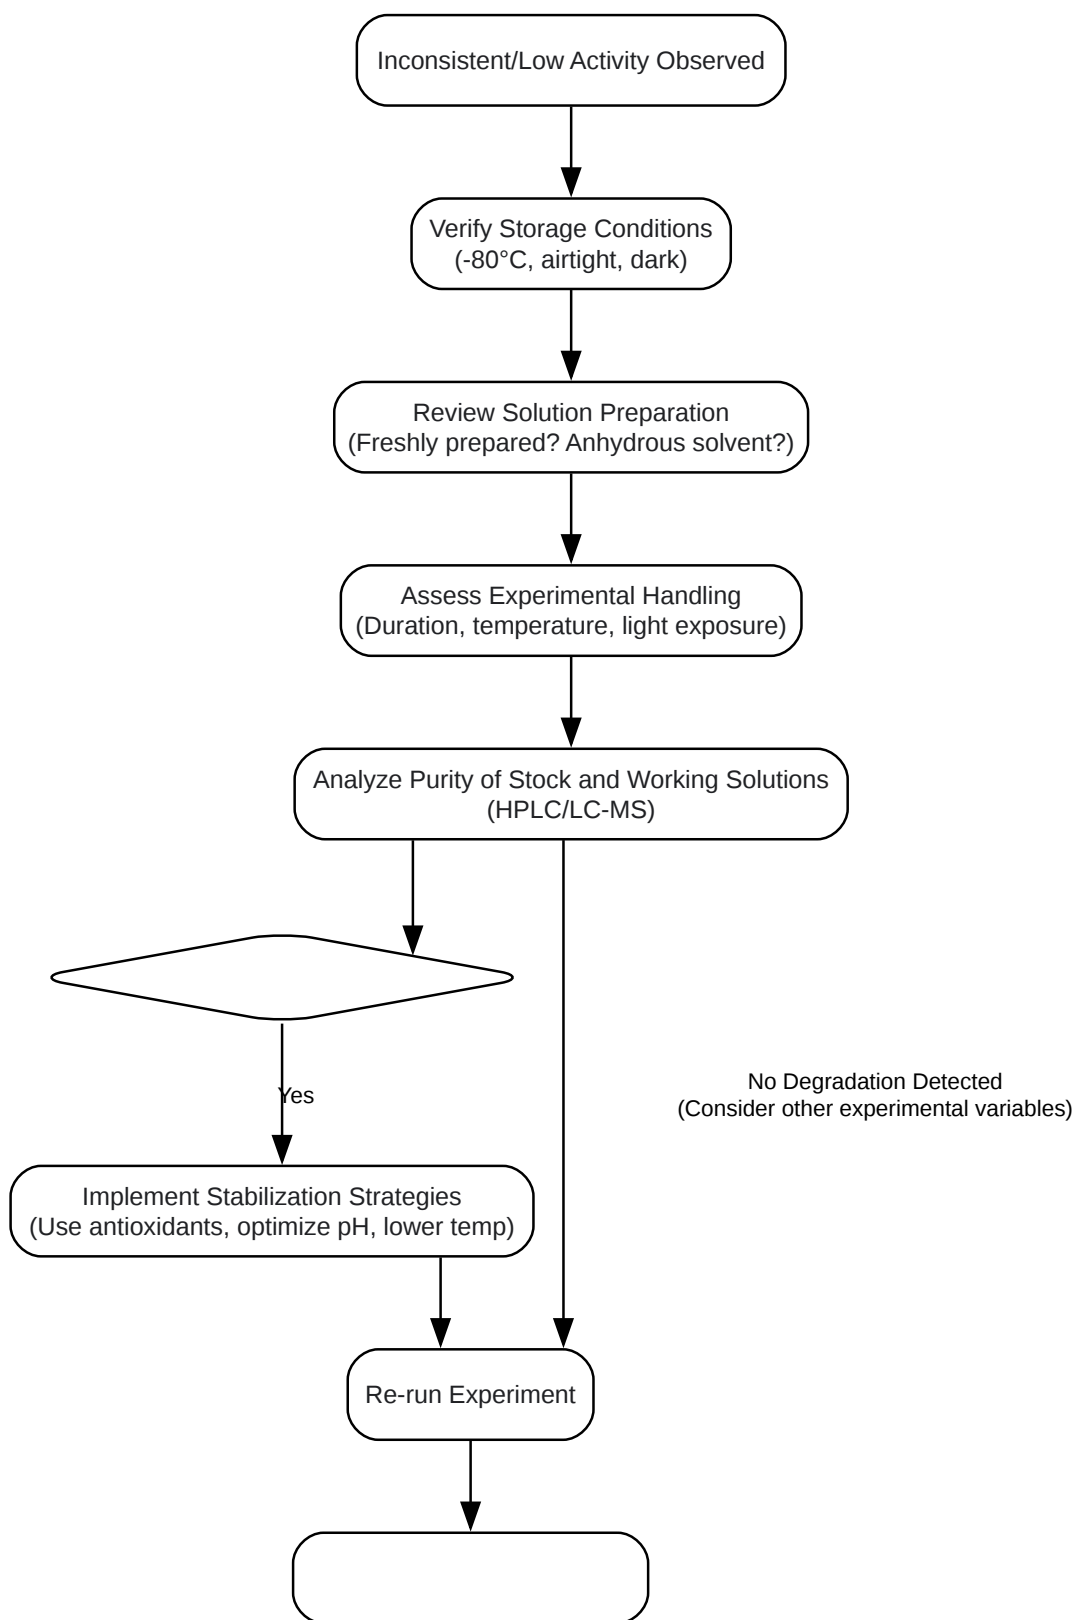 Inconsistent/Low Activity Observed
Verify Storage Conditions
(-80°C, airtight, dark)
Review Solution Preparation
(Freshly prepared? Anhydrous solvent?)
Assess Experimental Handling
(Duration, temperature, light exposure)
Analyze Purity of Stock and Working Solutions
(HPLC/LC-MS)
Yes
No Degradation Detected
(Consider other experimental variables)
Implement Stabilization Strategies
(Use antioxidants, optimize pH, lower temp)
Re-run Experiment